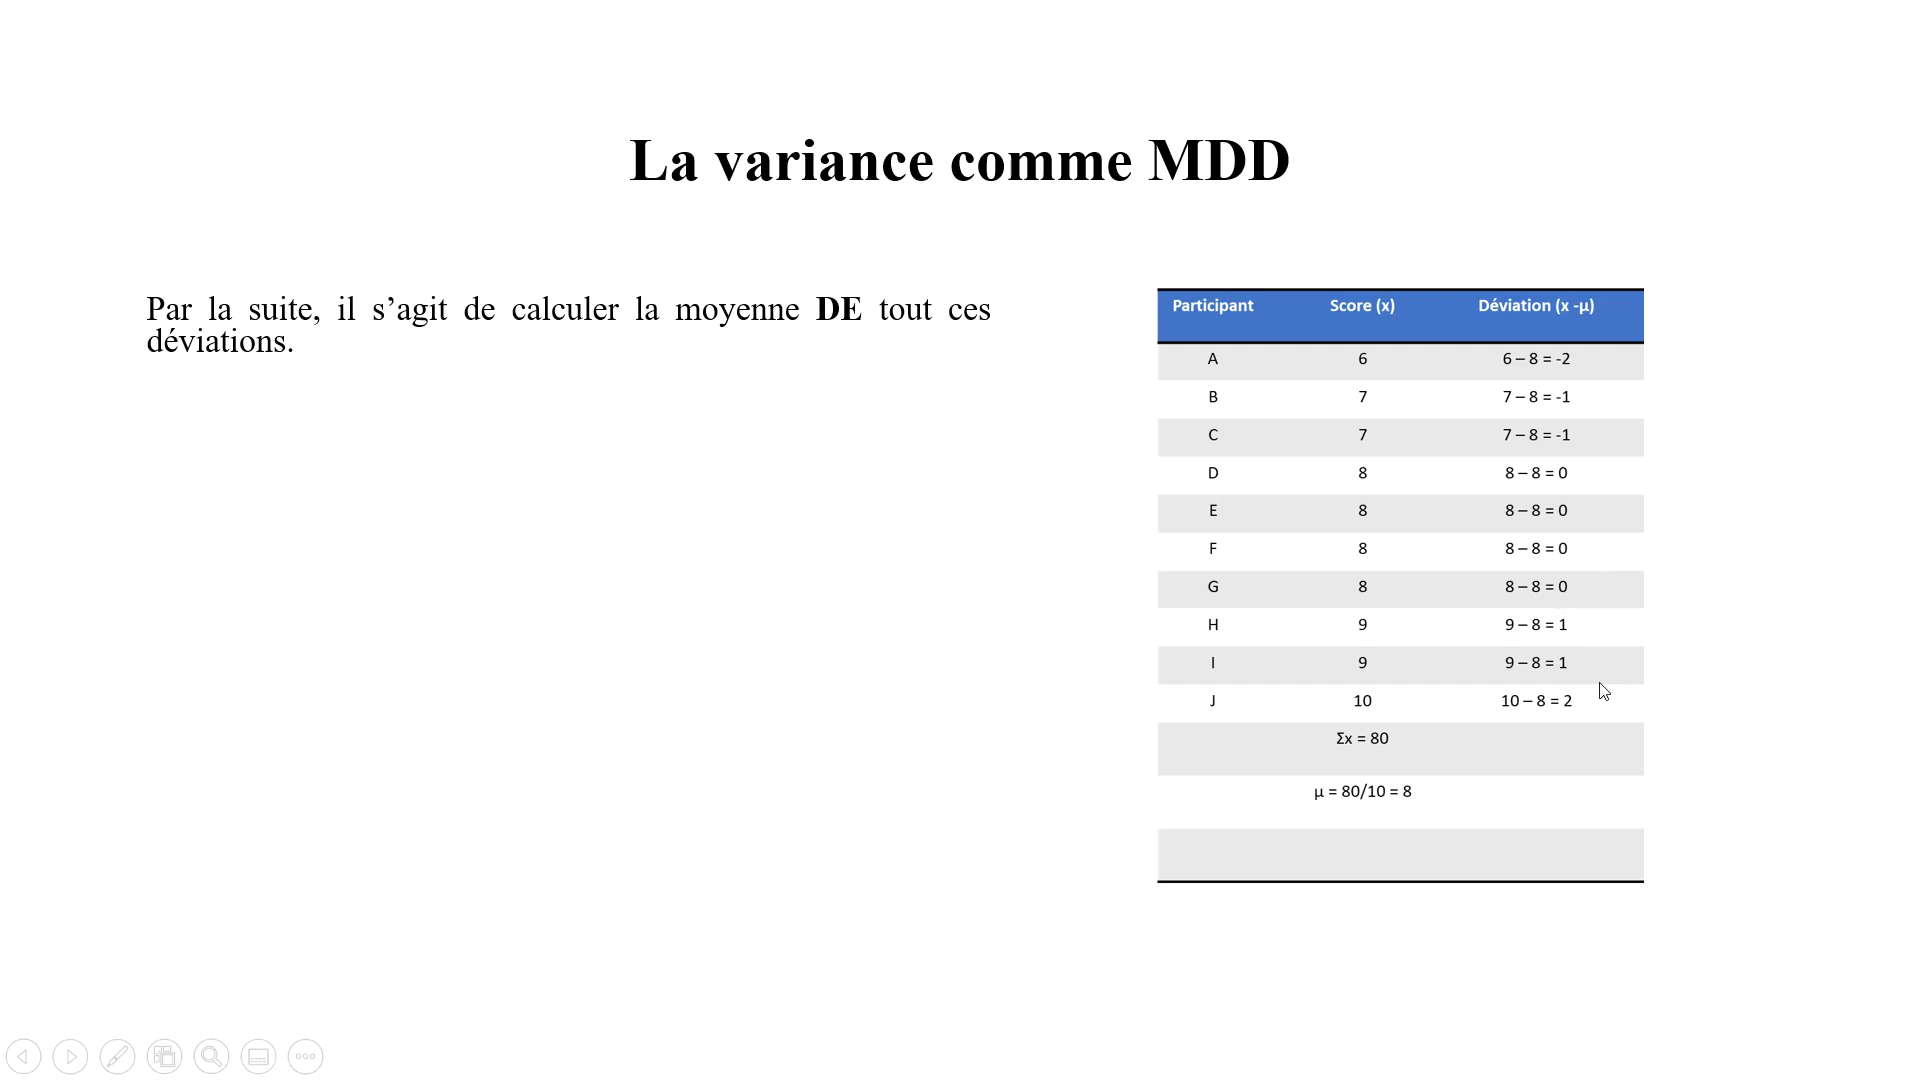 La variance comme MDD
Par la suite, il s’agit de calculer la moyenne DE tout ces
déviations.
Participant Score (x) Déviation (x -μ)
A 6 6 – 8 = -2
B 7 7 – 8 = -1
C 7 7 – 8 = -1
D 8 8 – 8 = 0
E 8 8 – 8 = 0
F 8 8 – 8 = 0
G 8 8 – 8 = 0
H 9 9 – 8 = 1
I 9 9 – 8 = 1
J 10 10 – 8 = 2
Σx = 80
μ = 80/10 = 8